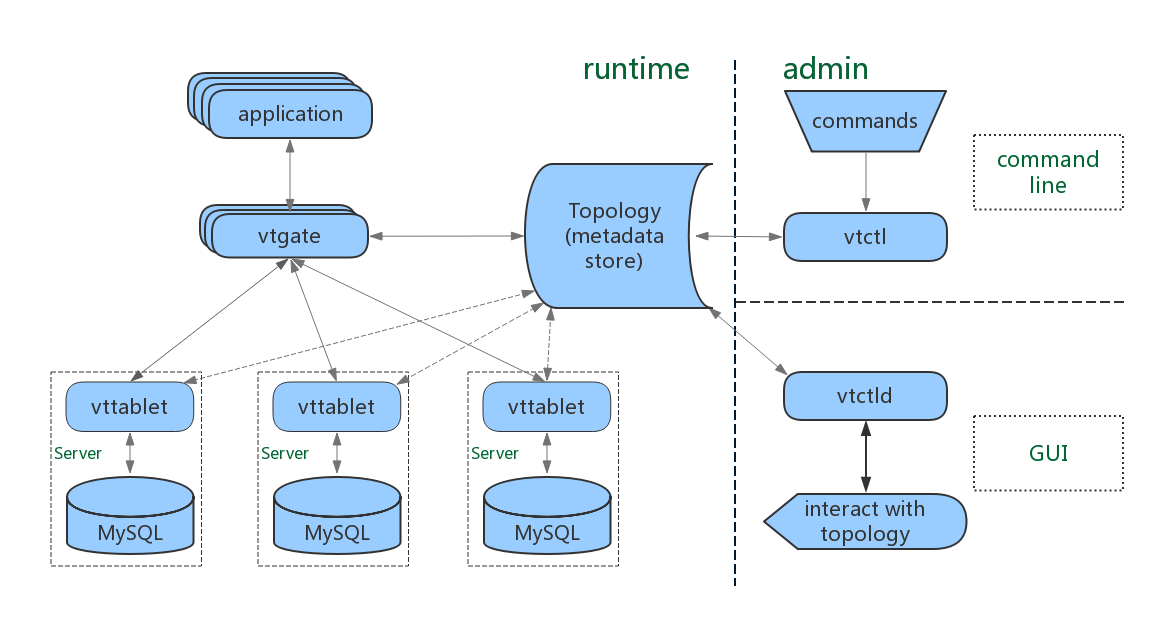 runtime
admin
application
commands
command
line
Topology
(metadata
store)
vtgate
vtctl
vttablet
vttablet
vttablet
vtctld
Server
Server
Server
GUI
MySQL
MySQL
MySQL
interact with
topology